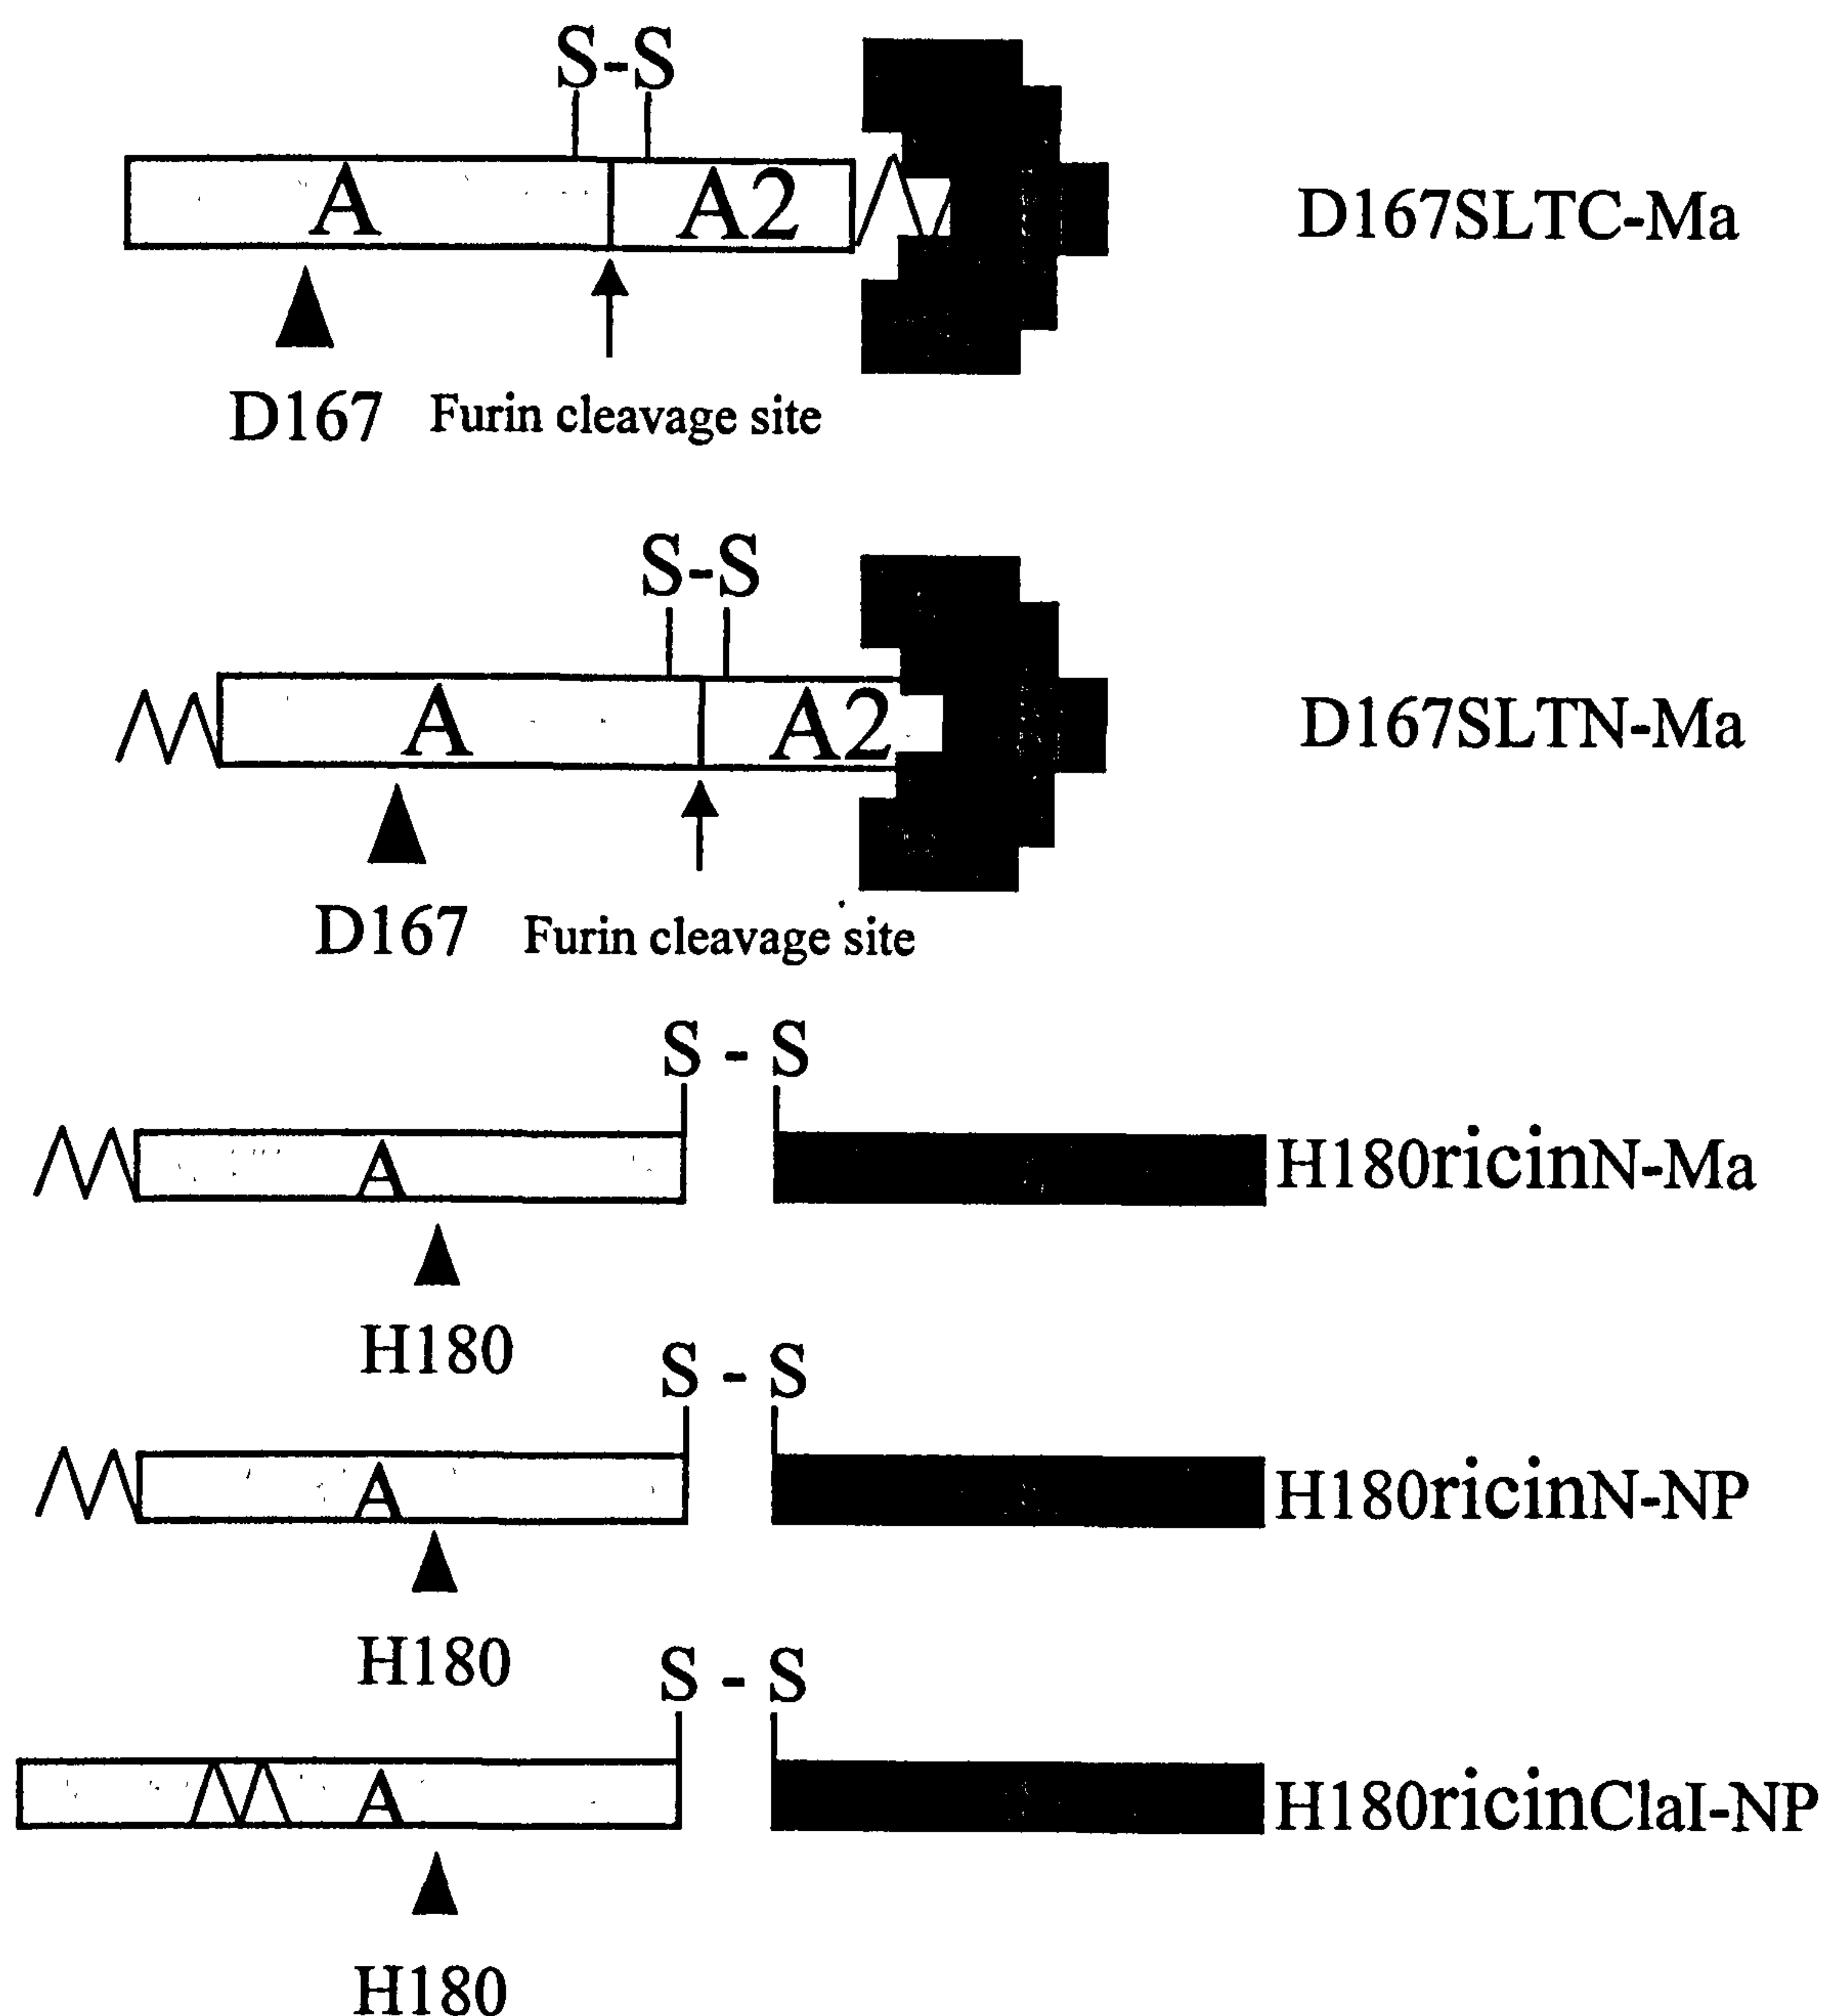 S-S
A A2
D167SLTC-Ma
D167 Furin cleavage site
S-S
A A2
D167SLTN-Ma
D167 Furin cleavage site
S - S
A
H180ricinN-Ma
H180
S - S
A
H180ricinN-NP
H180
S - S
A
H180ricinClaI-NP
H180